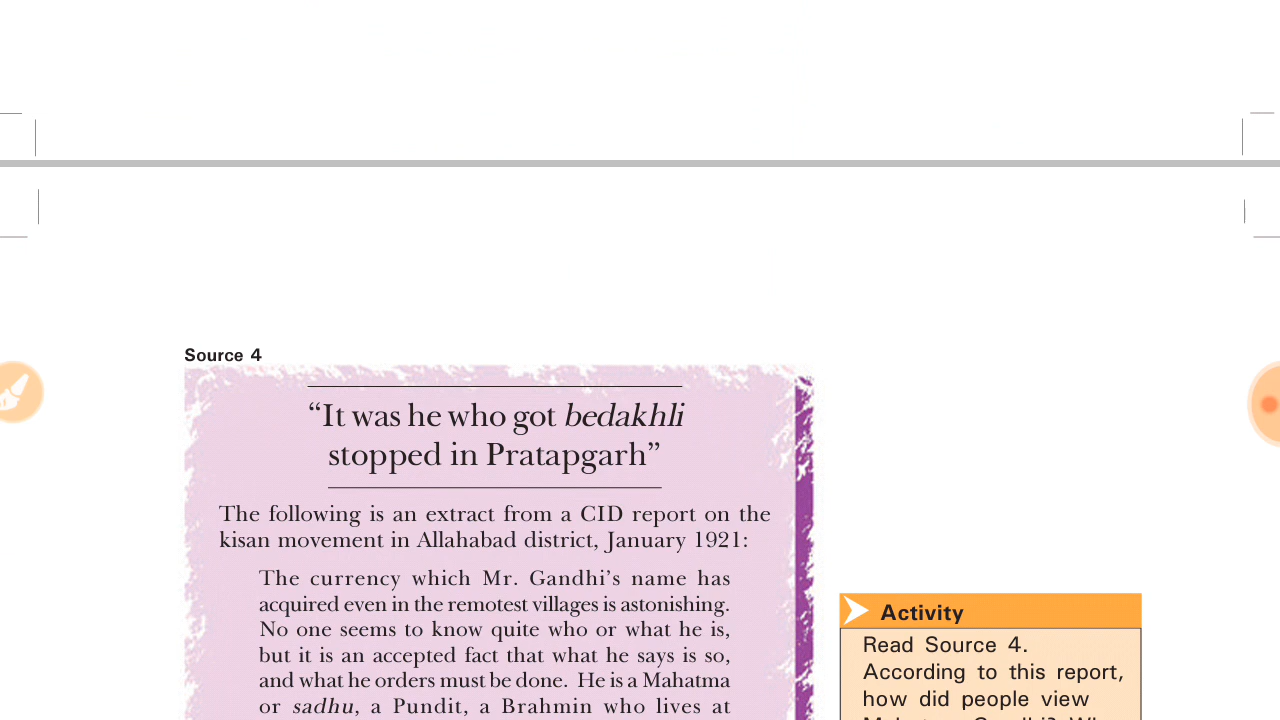 Source 4
“It was he who got bedakhli
stopped in Pratapgarh”
The following is an extract from a CID report on the
kisan movement in Allahabad district, January 1921:
The currency which Mr. Gandhi’s name has
acquired even in the remotest villages is astonishing.
No one seems to know quite who or what he is,
but it is an accepted fact that what he says is so,
and what he orders must be done. He is a Mahatma
or sadhu, a Pundit, a Brahmin who lives at
Activity
Read Source 4.
According to this report,
how did people view